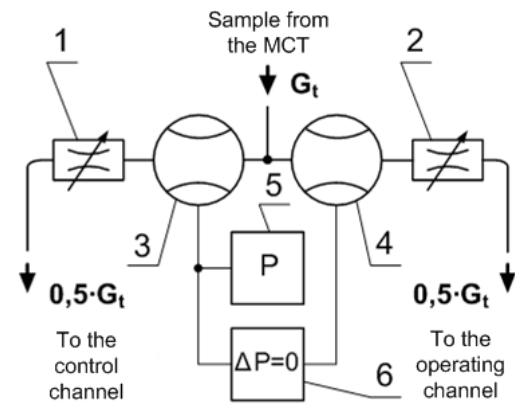 Sample from
the MCT
1
2
Gt
5
3
P
4
0,5·Gt
0,5·Gt
To the
control
channel
ΔP=0
6
To the
operating
channel